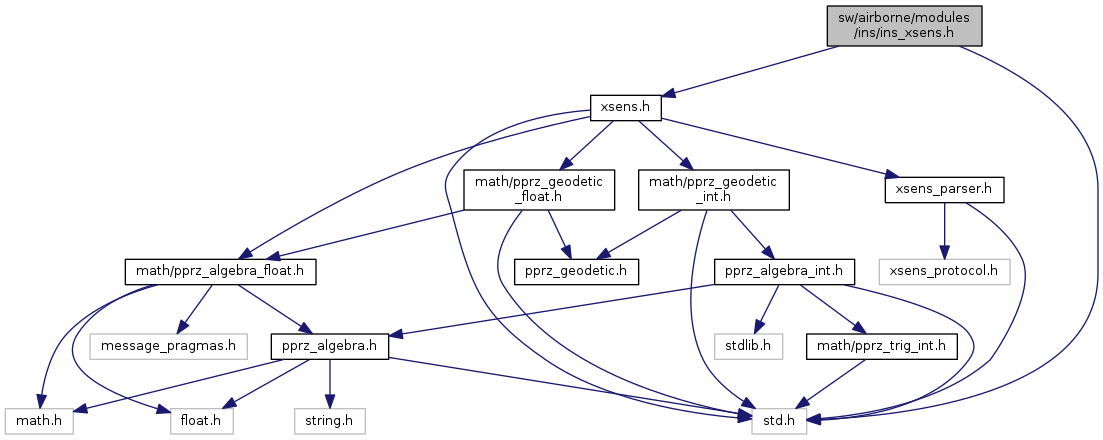 sw/airborne/modules
/ins/ins_xsens.h
xsens.h
math/pprz_geodetic
_float.h
math/pprz_geodetic
_int.h
xsens_parser.h
math/pprz_algebra_float.h
pprz_geodetic.h
pprz_algebra_int.h
xsens_protocol.h
message_pragmas.h
pprz_algebra.h
stdlib.h
math/pprz_trig_int.h
math.h
float.h
string.h
std.h